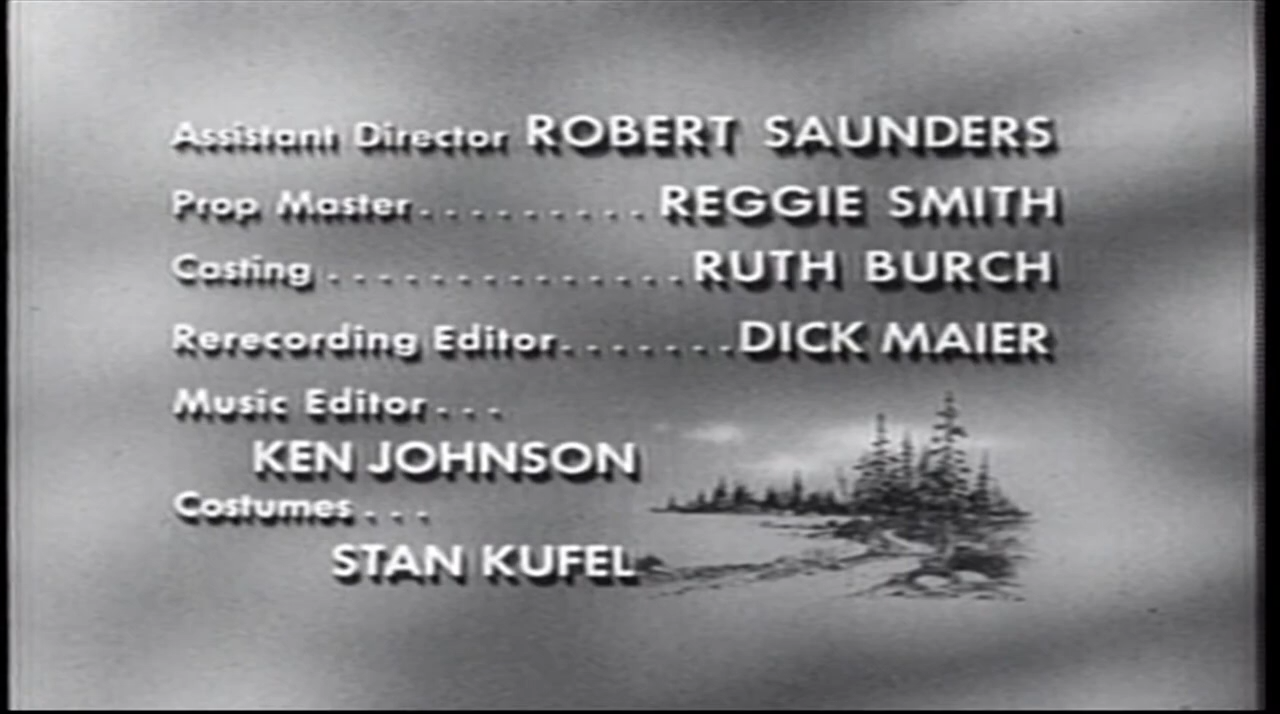 Assistant Director ROBERT SAUNDERS
Prop Master . . . . . . . . . REGGIE SMITH
Casting . . . . . . . . . . . . . . RUTH BURCH
Rerecording Editor . . . . . . . DICK MAIER
Music Editor . . .
KEN JOHNSON
Costumes . . .
STAN KUFEL